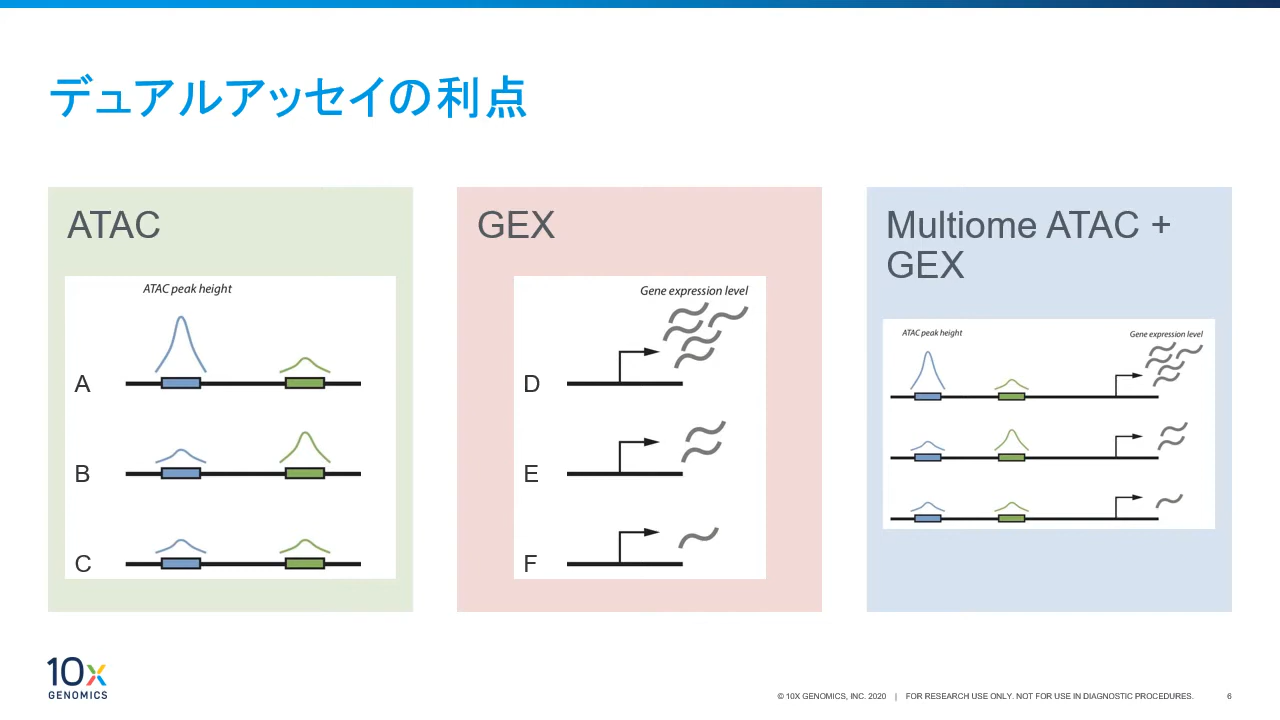 デュアルアッセイの利点
ATAC
ATAC peak height
A
B
C
GEX
Gene expression level
D
E
F
Multiome ATAC +
GEX
ATAC peak height
Gene expression level
10x
GENOMICS
© 10X GENOMICS, INC. 2020 | FOR RESEARCH USE ONLY. NOT FOR USE IN DIAGNOSTIC PROCEDURES.
6